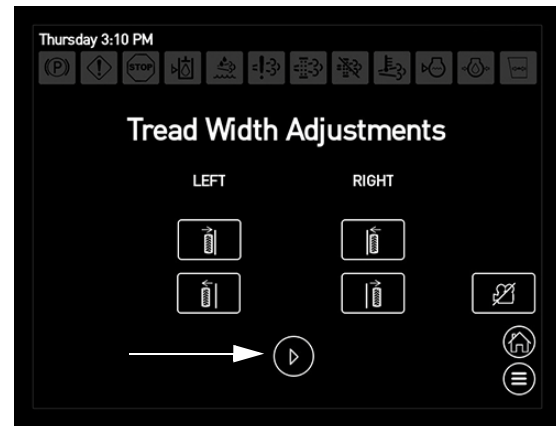 Thursday 3:10 PM
(P)
STOP
Tread Width Adjustments
LEFT RIGHT